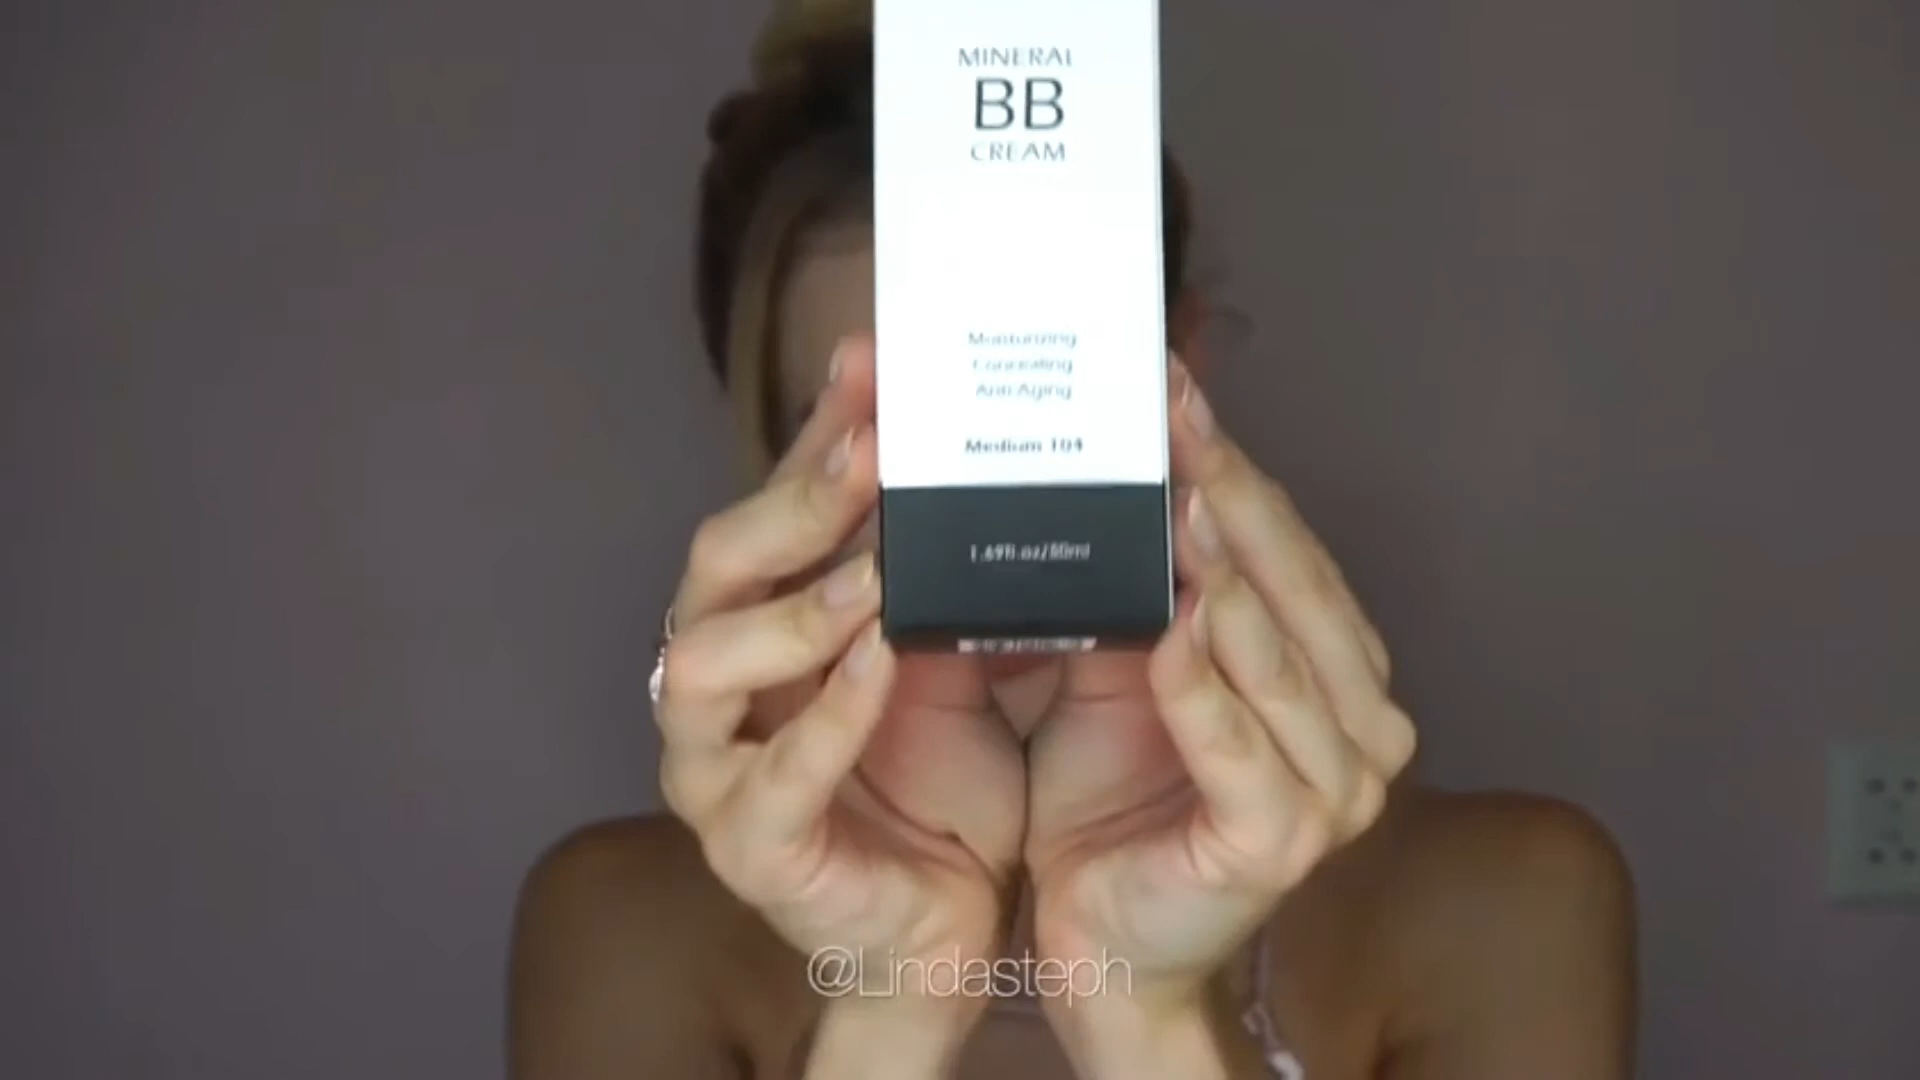 MINERAL
BB
CREAM
Moisturizing
Concealing
Anti-Aging
Medium 104
1.69fl.oz/50ml
@Lindasteph